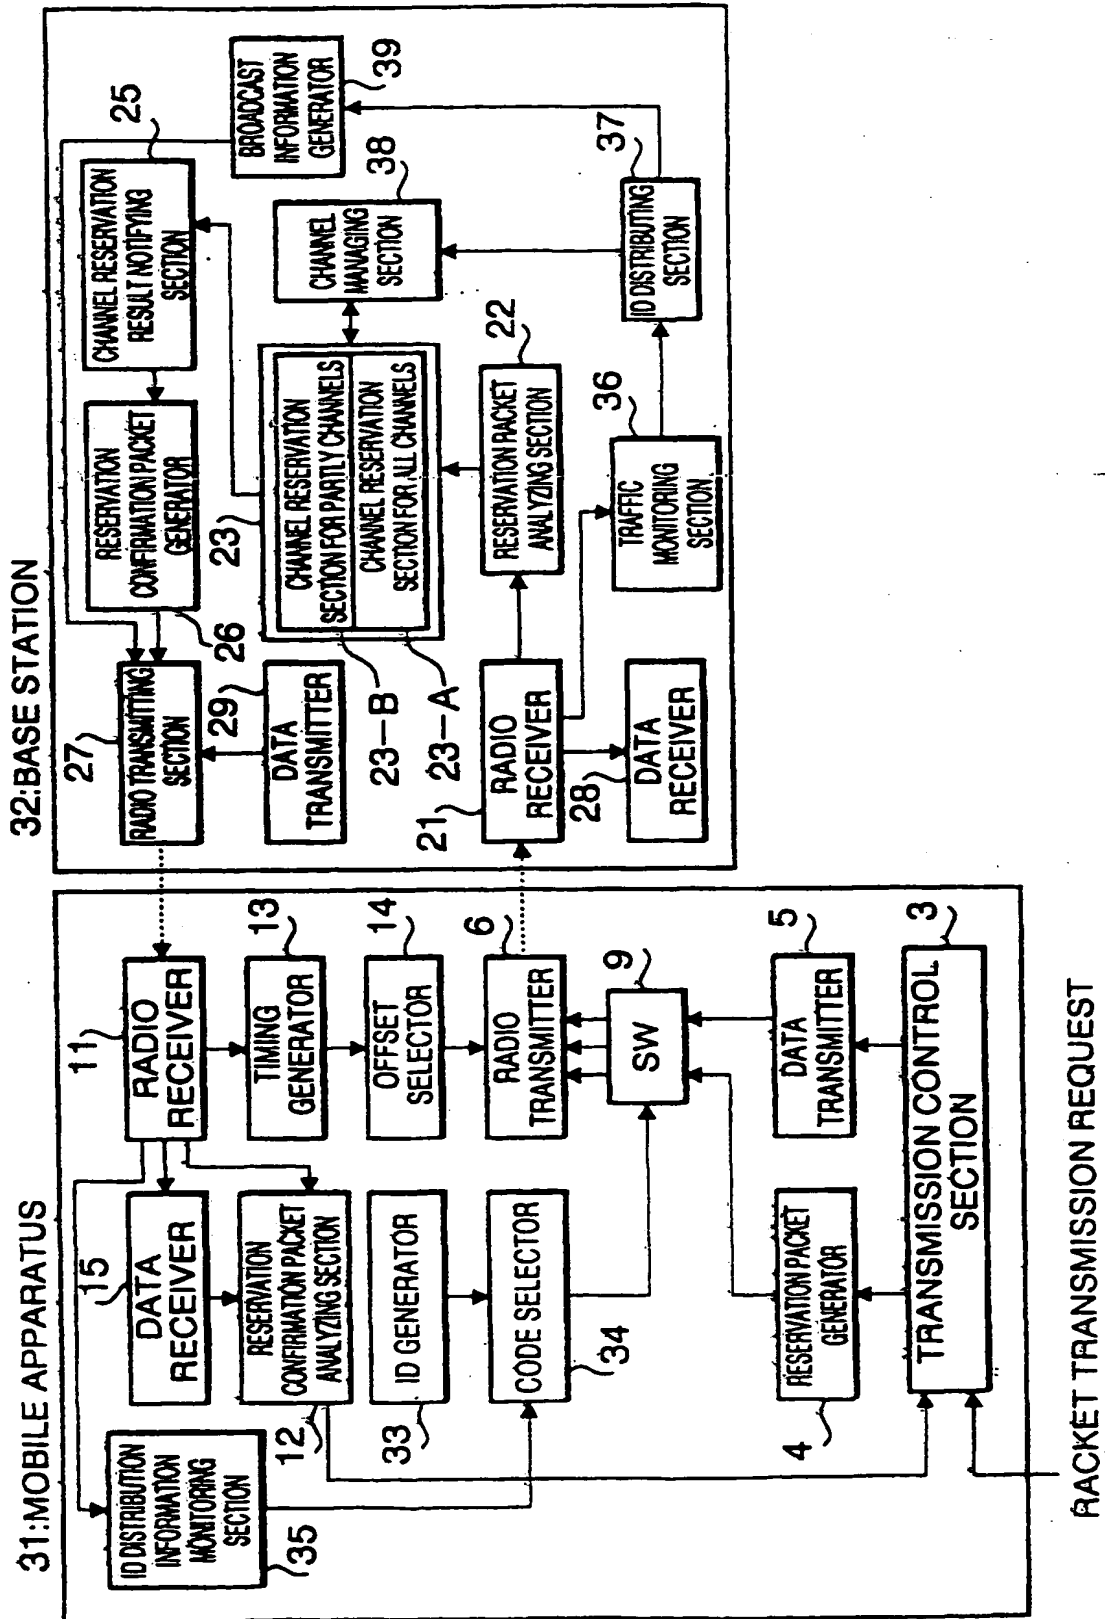 31:MOBILE APPARATUS
32:BASE STATION
ID DISTRIBUTION
INFORMATION
MONITORING
SECTION
35
15
DATA
RECEIVER
11
RADIO
RECEIVER
RESERVATION
CONFIRMATION PACKET
ANALYZING SECTION
12
TIMING
GENERATOR
13
ID GENERATOR
33
OFFSET
SELECTOR
14
CODE SELECTOR
34
RADIO
TRANSMITTER
6
SW
9
RESERVATION PACKET
GENERATOR
4
DATA
TRANSMITTER
5
TRANSMISSION CONTROL
SECTION
3
RACKET TRANSMISSION REQUEST
27
RADIO TRANSMITTING
SECTION
RESERVATION
CONFIRMATION PACKET
GENERATOR
26
CHANNEL RESERVATION
RESULT NOTIFYING
SECTION
25
BROADCAST
INFORMATION
GENERATOR
39
29
DATA
TRANSMITTER
23
CHANNEL RESERVATION
SECTION FOR PARTLY CHANNELS
CHANNEL RESERVATION
SECTION FOR ALL CHANNELS
23-B
23-A
CHANNEL
MANAGING
SECTION
38
21
RADIO
RECEIVER
RESERVATION RACKET
ANALYZING SECTION
22
28
DATA
RECEIVER
TRAFFIC
MONITORING
SECTION
36
ID DISTRIBUTING
SECTION
37